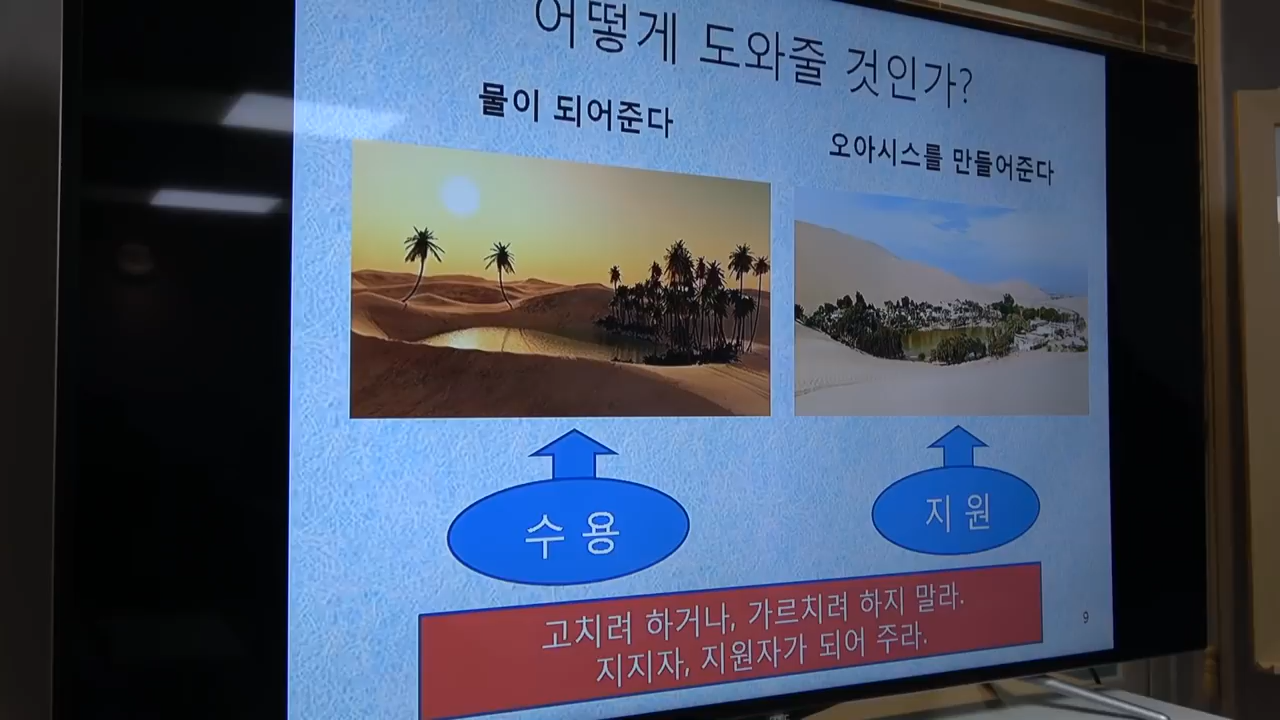 어떻게 도와줄 것인가?
물이 되어준다
오아시스를 만들어준다
수 용
지 원
고치려 하거나, 가르치려 하지 말라.
지지자, 지원자가 되어 주라.
9